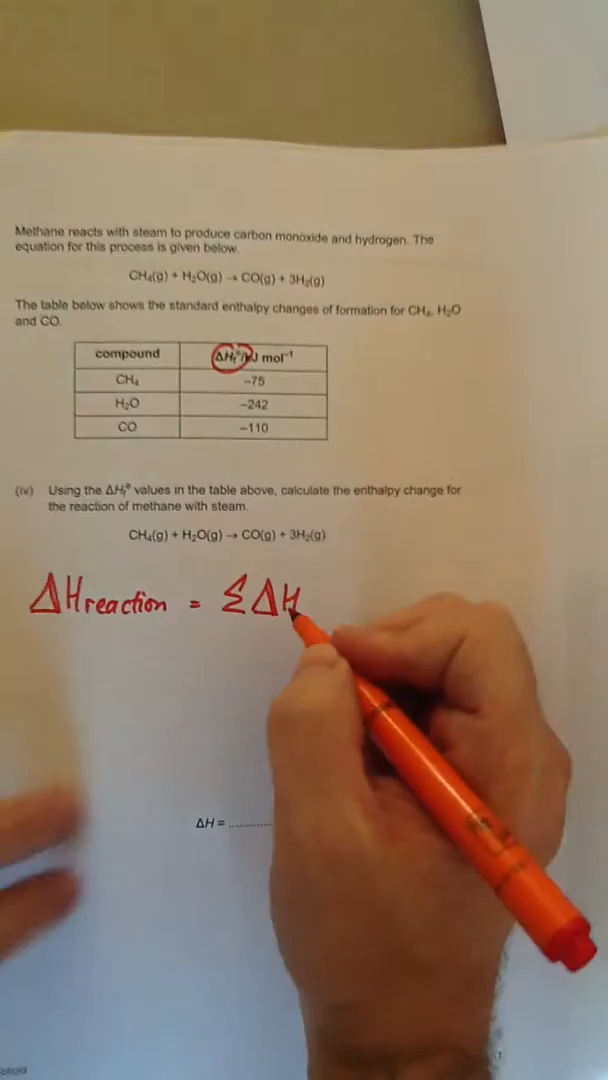 Methane reacts with steam to produce carbon monoxide and hydrogen. The
equation for this process is given below.
CH₄(g) + H₂O(g) → CO(g) + 3H₂(g)
The table below shows the standard enthalpy changes of formation for CH₄, H₂O
and CO.
compound ΔHf°/kJ mol⁻¹
CH₄ −75
H₂O −242
CO −110
(iv) Using the ΔHf° values in the table above, calculate the enthalpy change for
the reaction of methane with steam.
CH₄(g) + H₂O(g) → CO(g) + 3H₂(g)
ΔH reaction = ΣΔH
ΔH = ............